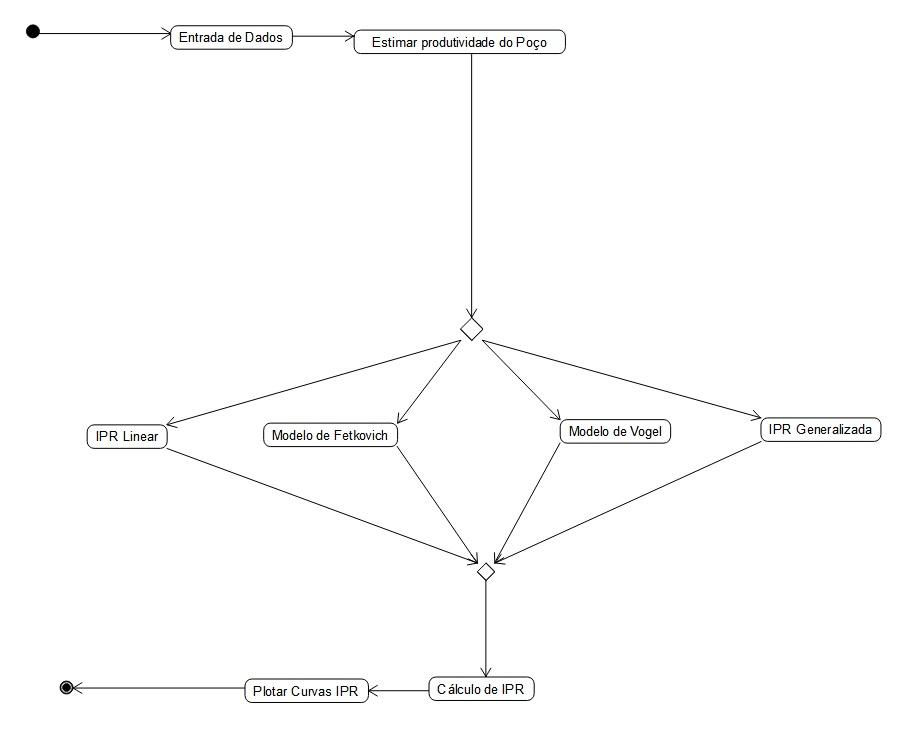 Entrada de Dados
Estimar produtividade do Poço
IPR Linear
Modelo de Fetkovich
Modelo de Vogel
IPR Generalizada
Cálculo de IPR
Plotar Curvas IPR